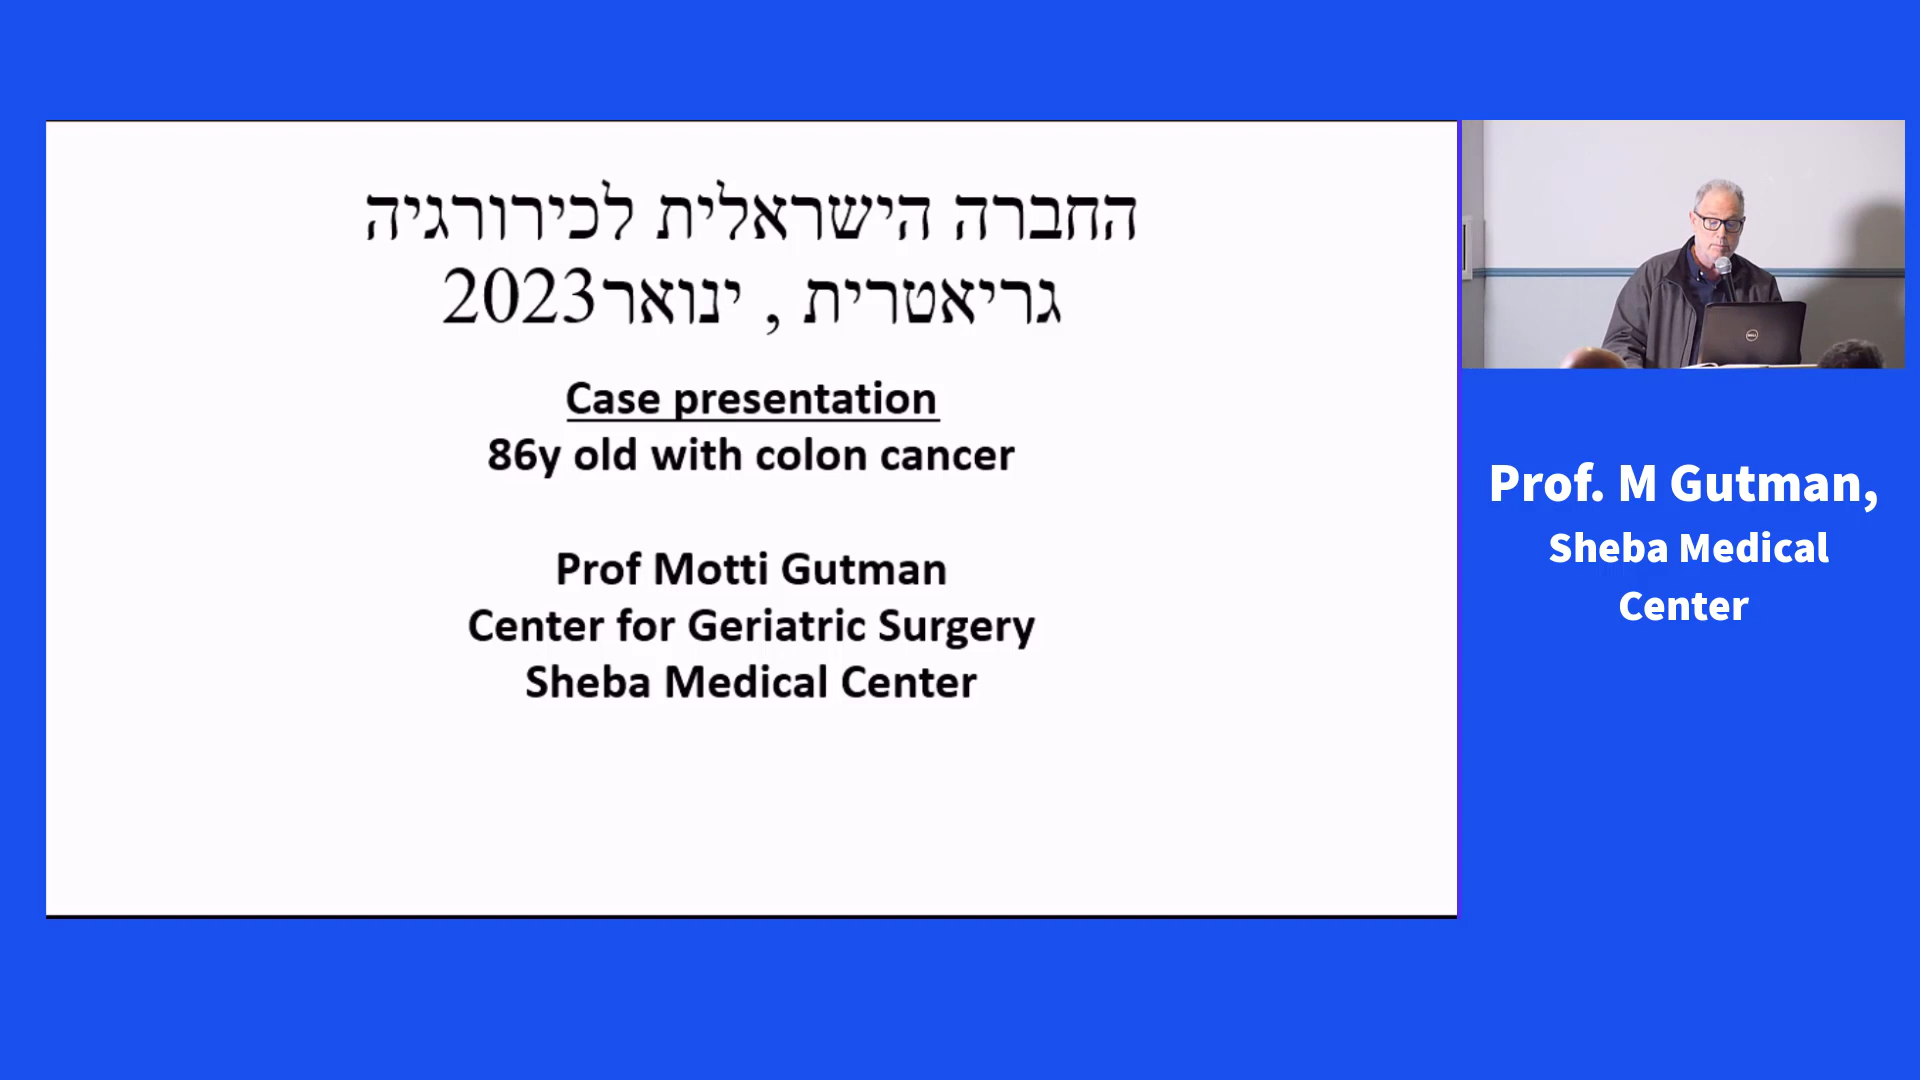 החברה הישראלית לכירורגיה
גריאטרית , ינואר2023
Case presentation
86y old with colon cancer
Prof Motti Gutman
Center for Geriatric Surgery
Sheba Medical Center
Prof. M Gutman,
Sheba Medical
Center